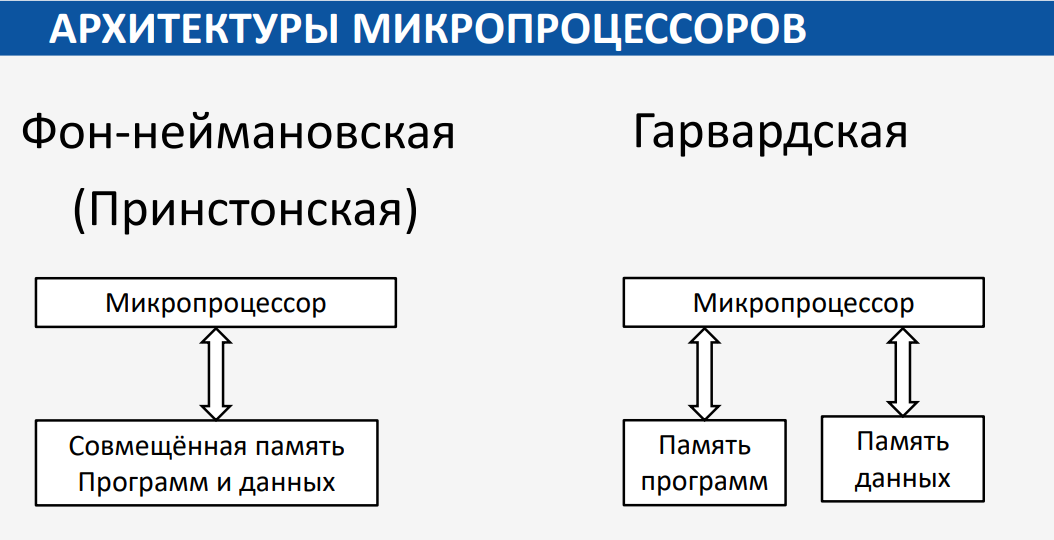 АРХИТЕКТУРЫ МИКРОПРОЦЕССОРОВ
Фон-неймановская
(Принстонская)
Микропроцессор
Совмещённая память
Программ и данных
Гарвардская
Микропроцессор
Память
программ
Память
данных